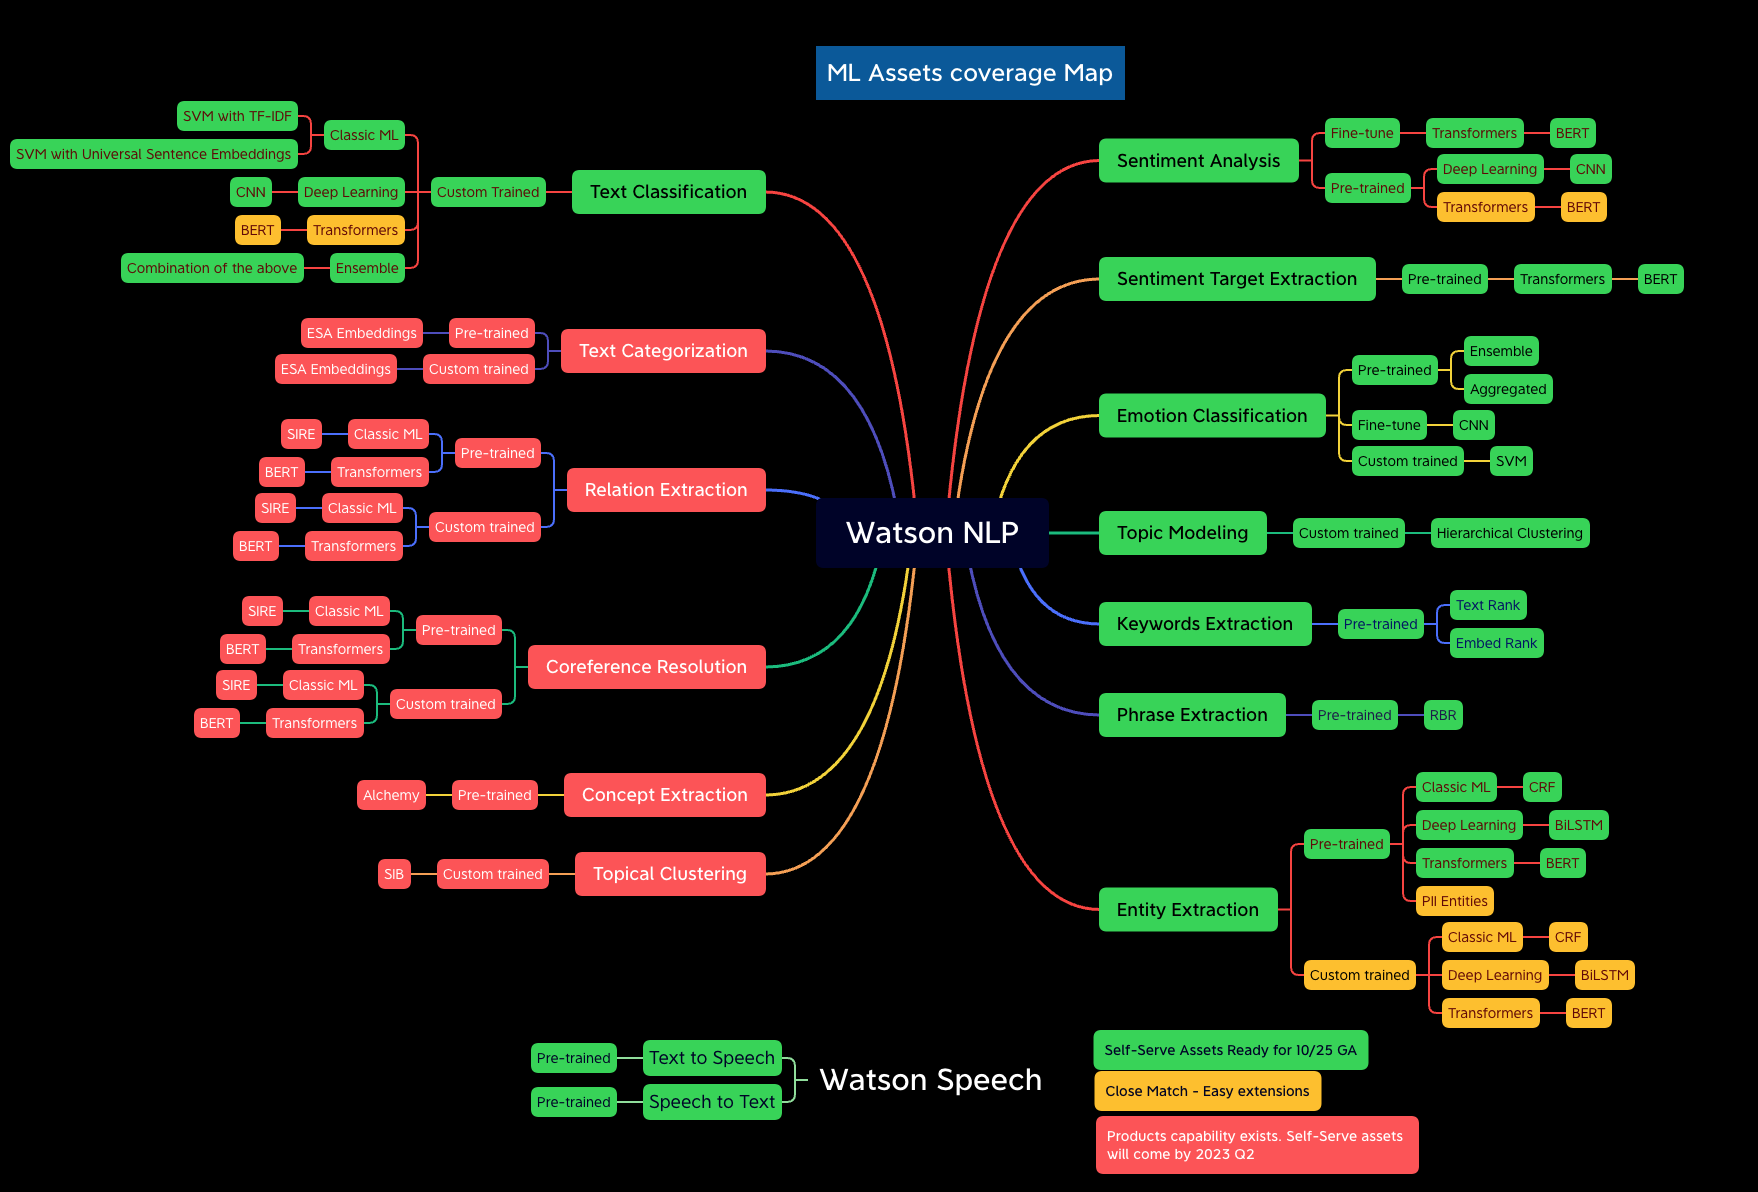 ML Assets coverage Map
SVM with TF-IDF
SVM with Universal Sentence Embeddings
Classic ML
CNN
Deep Learning
BERT
Transformers
Combination of the above
Ensemble
Custom Trained
Text Classification
ESA Embeddings
Pre-trained
ESA Embeddings
Custom trained
Text Categorization
SIRE
Classic ML
BERT
Transformers
Pre-trained
SIRE
Classic ML
BERT
Transformers
Custom trained
Relation Extraction
SIRE
Classic ML
BERT
Transformers
Pre-trained
SIRE
Classic ML
BERT
Transformers
Custom trained
Coreference Resolution
Alchemy
Pre-trained
Concept Extraction
SIB
Custom trained
Topical Clustering
Watson NLP
Sentiment Analysis
Fine-tune
Transformers
BERT
Pre-trained
Deep Learning
CNN
Transformers
BERT
Sentiment Target Extraction
Pre-trained
Transformers
BERT
Emotion Classification
Pre-trained
Ensemble
Aggregated
Fine-tune
CNN
Custom trained
SVM
Topic Modeling
Custom trained
Hierarchical Clustering
Keywords Extraction
Pre-trained
Text Rank
Embed Rank
Phrase Extraction
Pre-trained
RBR
Entity Extraction
Pre-trained
Classic ML
CRF
Deep Learning
BiLSTM
Transformers
BERT
PII Entities
Custom trained
Classic ML
CRF
Deep Learning
BiLSTM
Transformers
BERT
Pre-trained
Text to Speech
Pre-trained
Speech to Text
Watson Speech
Self-Serve Assets Ready for 10/25 GA
Close Match - Easy extensions
Products capability exists. Self-Serve assets
will come by 2023 Q2